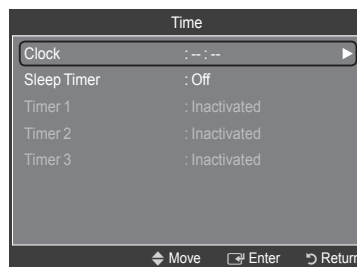 Time
Clock : -- : --
Sleep Timer : Off
Timer 1 : Inactivated
Timer 2 : Inactivated
Timer 3 : Inactivated
Move Enter Return